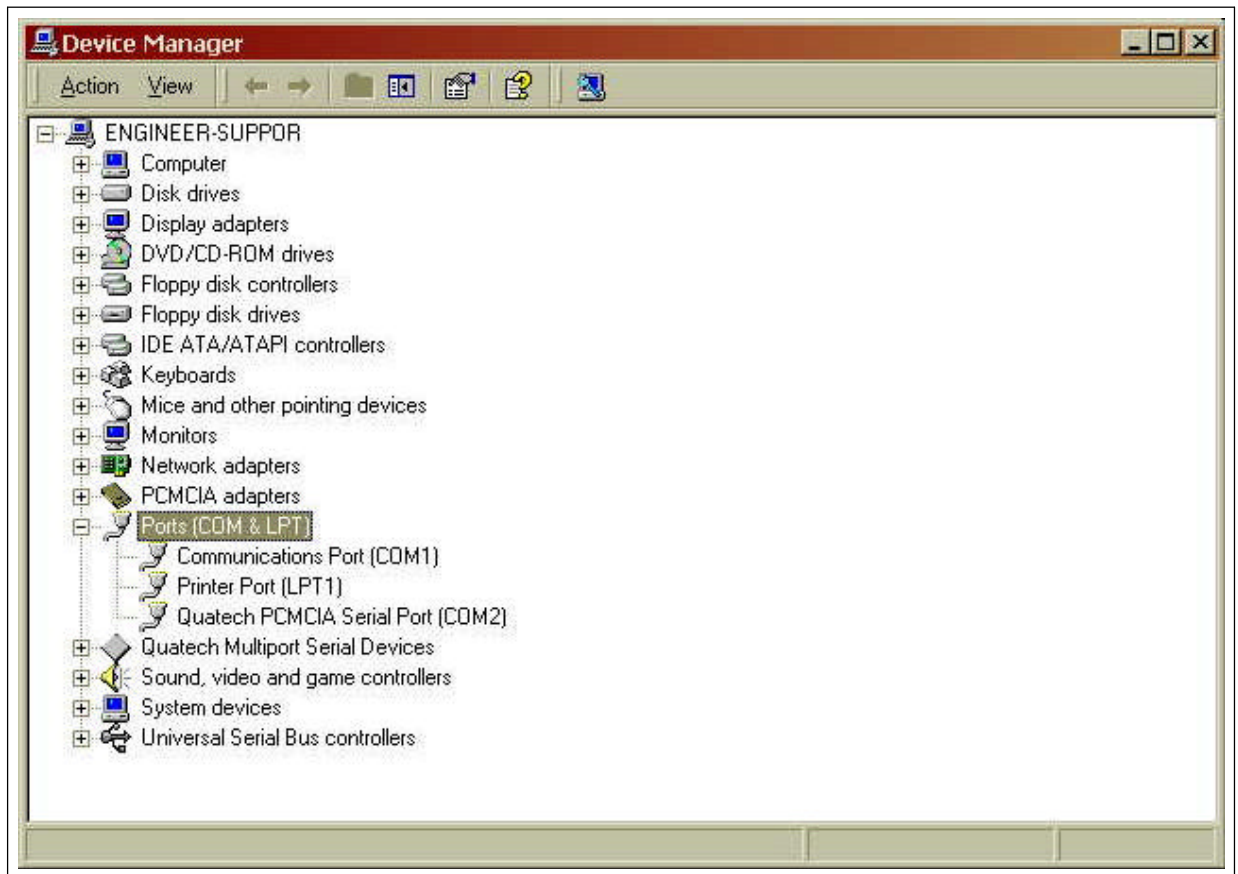 Device Manager
Action View
ENGINEER-SUPPOR
Computer
Disk drives
Display adapters
DVD/CD-ROM drives
Floppy disk controllers
Floppy disk drives
IDE ATA/ATAPI controllers
Keyboards
Mice and other pointing devices
Monitors
Network adapters
PCMCIA adapters
Ports (COM & LPT)
Communications Port (COM1)
Printer Port (LPT1)
Quatech PCMCIA Serial Port (COM2)
Quatech Multiport Serial Devices
Sound, video and game controllers
System devices
Universal Serial Bus controllers